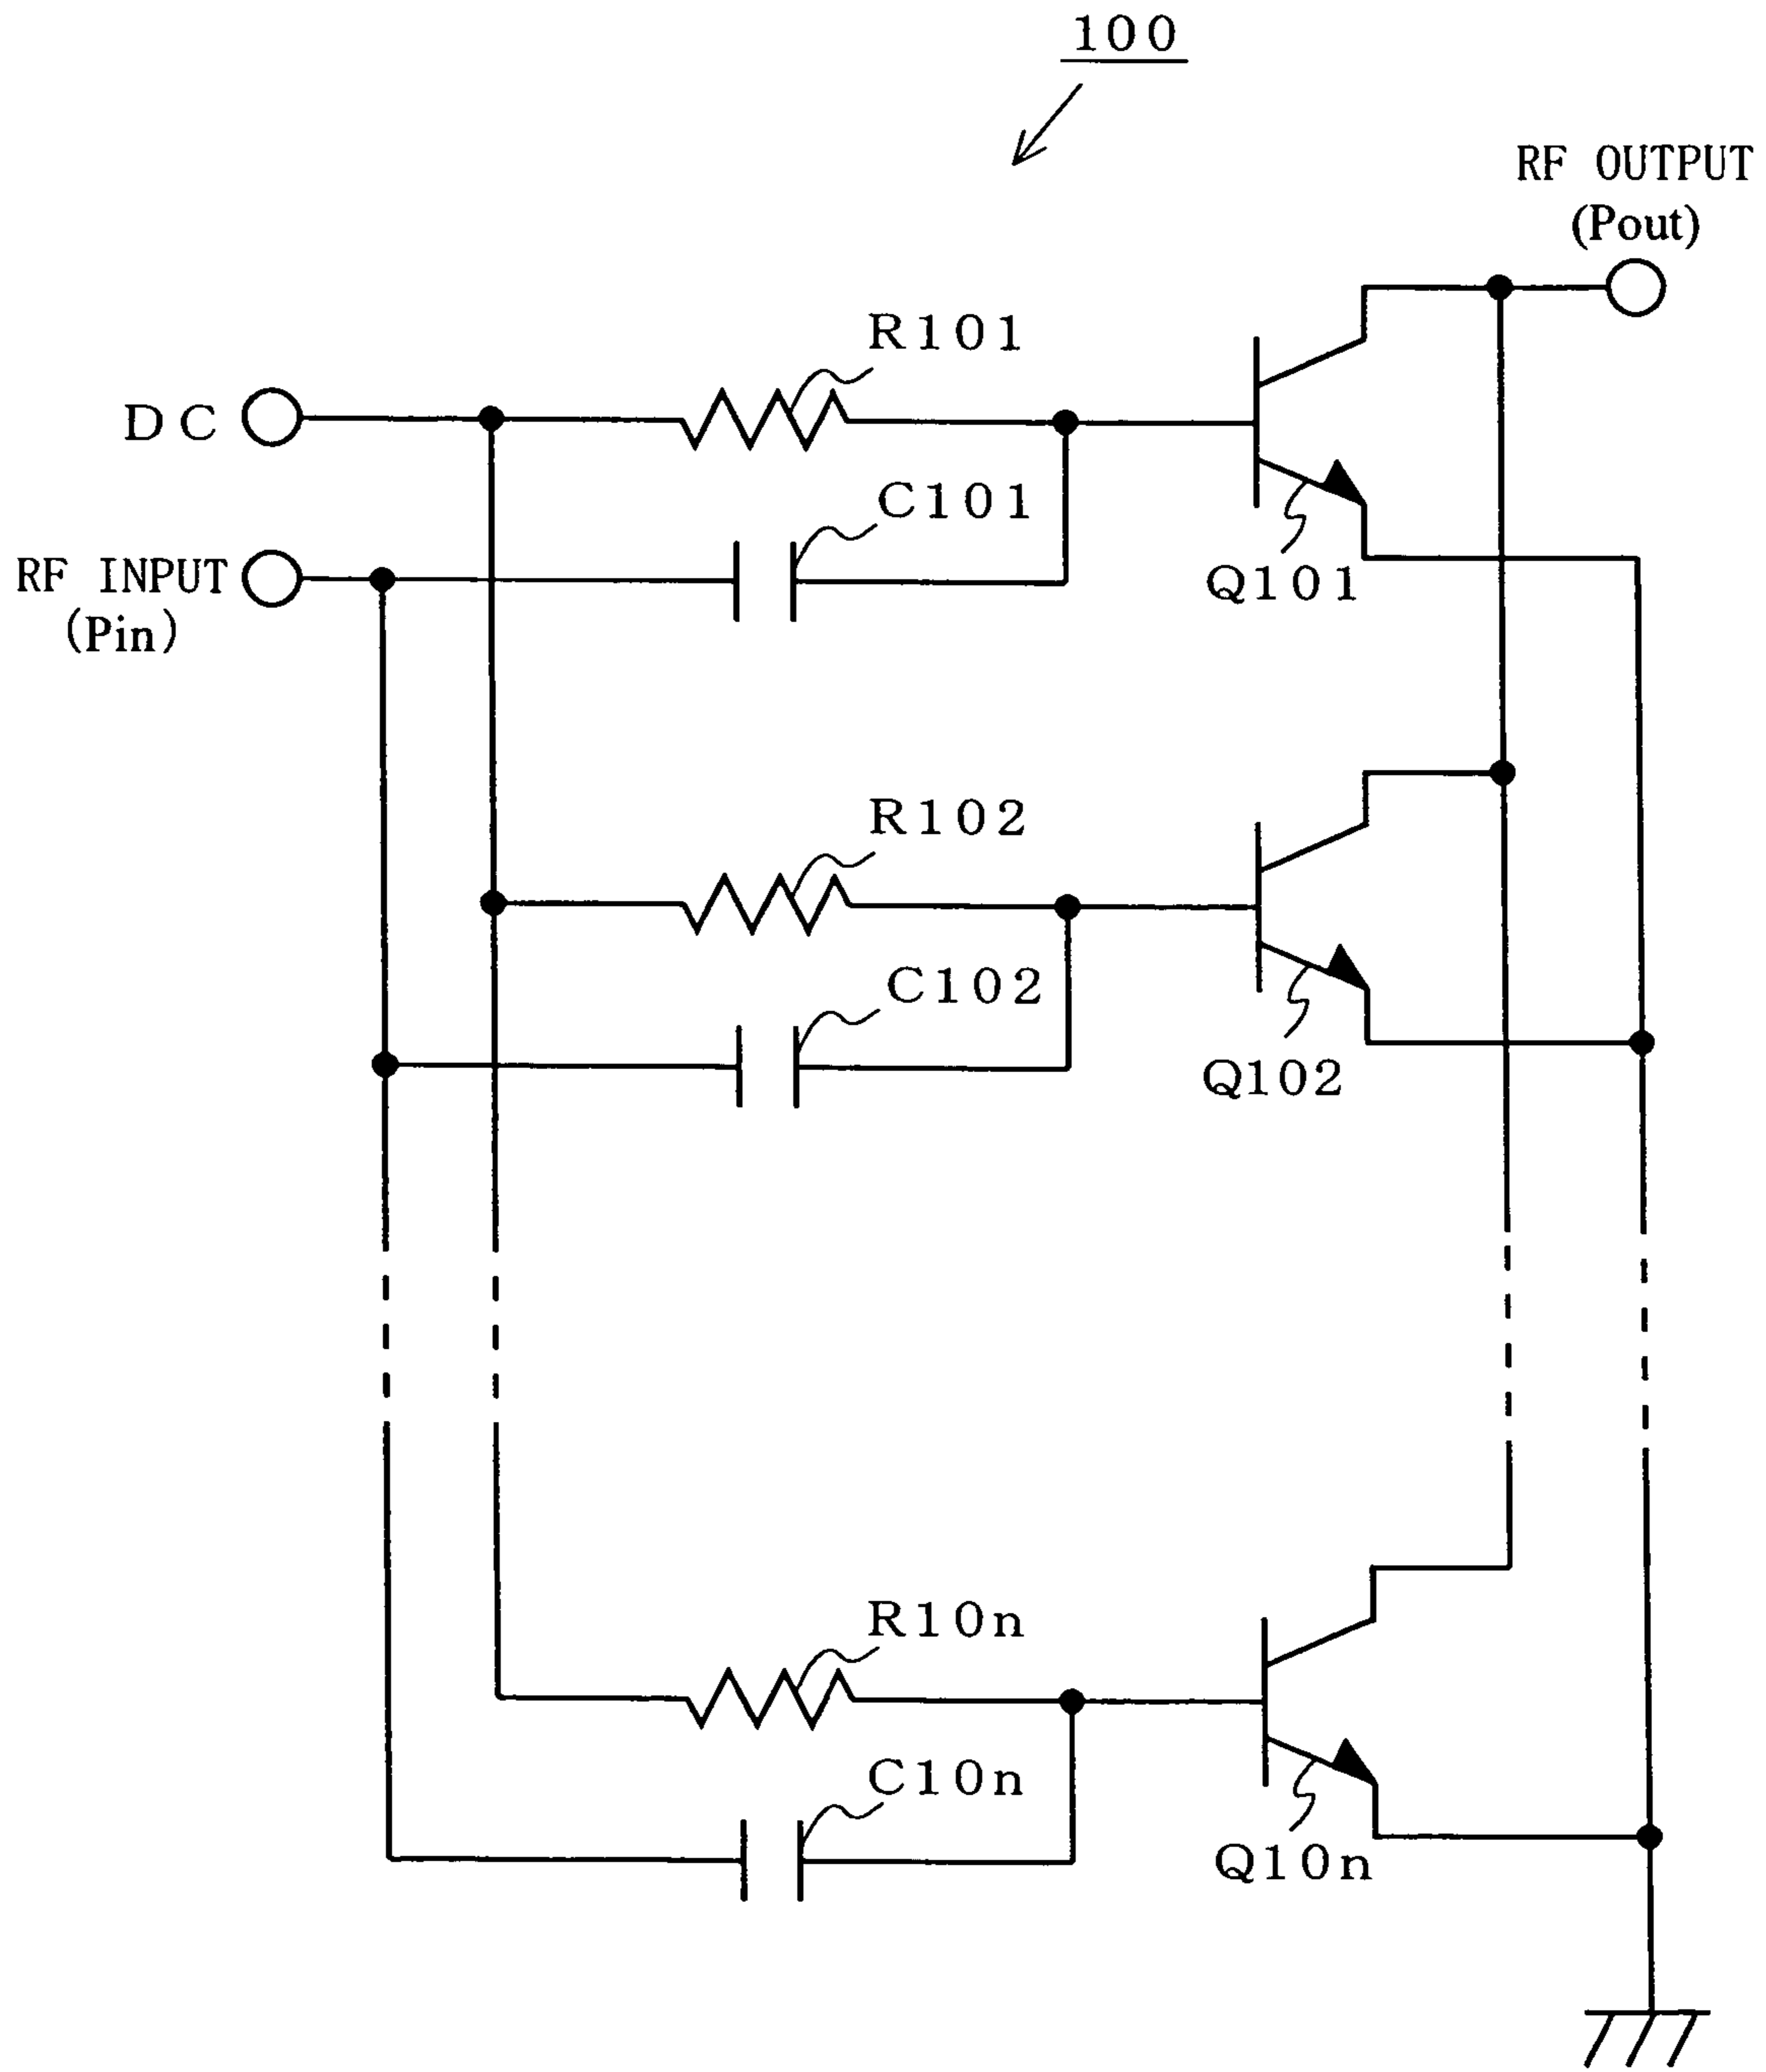 100
RF OUTPUT
(Pout)
R101
DC
C101
RF INPUT
(Pin)
Q101
R102
C102
Q102
R10n
C10n
Q10n